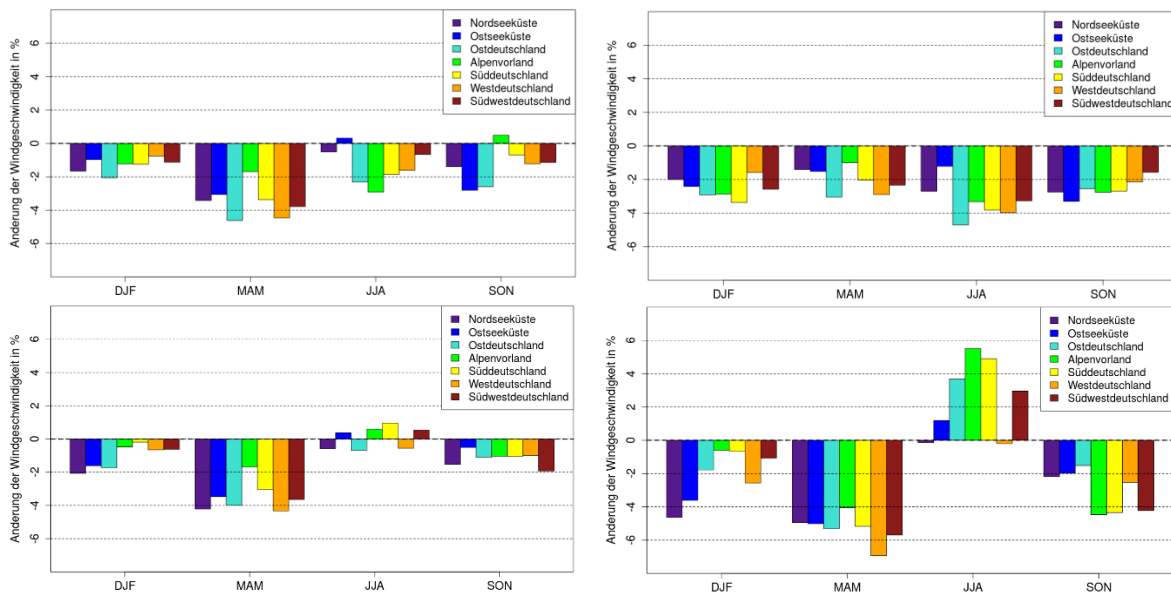 Änderung der Windgeschwindigkeit in %
6
4
2
0
-2
-4
-6
Nordseeküste
Ostseeküste
Ostdeutschland
Alpenvorland
Süddeutschland
Westdeutschland
Südwestdeutschland
DJF MAM JJA SON
Änderung der Windgeschwindigkeit in %
6
4
2
0
-2
-4
-6
Nordseeküste
Ostseeküste
Ostdeutschland
Alpenvorland
Süddeutschland
Westdeutschland
Südwestdeutschland
DJF MAM JJA SON
Änderung der Windgeschwindigkeit in %
6
4
2
0
-2
-4
-6
Nordseeküste
Ostseeküste
Ostdeutschland
Alpenvorland
Süddeutschland
Westdeutschland
Südwestdeutschland
DJF MAM JJA SON
Änderung der Windgeschwindigkeit in %
6
4
2
0
-2
-4
-6
Nordseeküste
Ostseeküste
Ostdeutschland
Alpenvorland
Süddeutschland
Westdeutschland
Südwestdeutschland
DJF MAM JJA SON